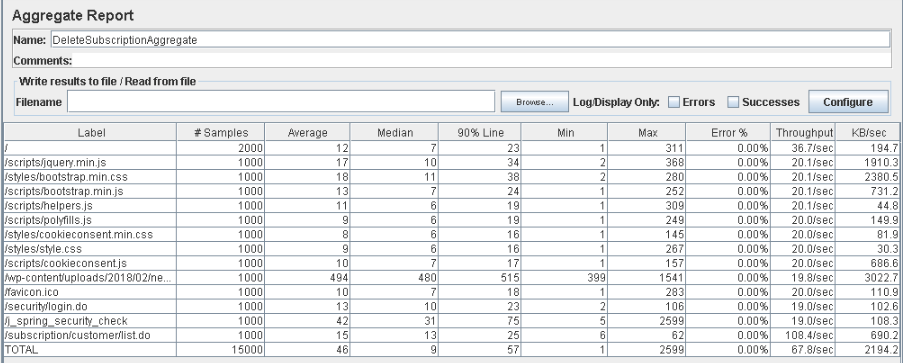 Aggregate Report
Name: DeleteSubscriptionAggregate
Comments:
Write results to file / Read from file
Filename Browse... Log/Display Only: Errors Successes Configure
Label # Samples Average Median 90% Line Min Max Error % Throughput KB/sec
/ 2000 12 7 23 1 311 0.00% 36.7/sec 194.7
/scripts/jquery.min.js 1000 17 10 34 2 368 0.00% 20.1/sec 1910.3
/styles/bootstrap.min.css 1000 18 11 38 2 280 0.00% 20.1/sec 2380.5
/scripts/bootstrap.min.js 1000 13 7 24 1 252 0.00% 20.1/sec 731.2
/scripts/helpers.js 1000 11 6 19 1 309 0.00% 20.1/sec 44.8
/scripts/polyfills.js 1000 9 6 19 1 249 0.00% 20.0/sec 149.9
/styles/cookieconsent.min.css 1000 8 6 16 1 145 0.00% 20.0/sec 81.9
/styles/style.css 1000 9 6 16 1 267 0.00% 20.0/sec 30.3
/scripts/cookieconsent.js 1000 10 7 17 1 157 0.00% 20.0/sec 686.6
/wp-content/uploads/2018/02/ne... 1000 494 480 515 399 1541 0.00% 19.8/sec 3022.7
/favicon.ico 1000 10 7 18 1 283 0.00% 20.0/sec 110.9
/security/login.do 1000 13 10 23 2 106 0.00% 19.0/sec 102.6
/j_spring_security_check 1000 42 31 75 5 2599 0.00% 19.0/sec 108.3
/subscription/customer/list.do 1000 15 13 25 6 62 0.00% 108.4/sec 690.2
TOTAL 15000 46 9 57 1 2599 0.00% 67.8/sec 2194.2